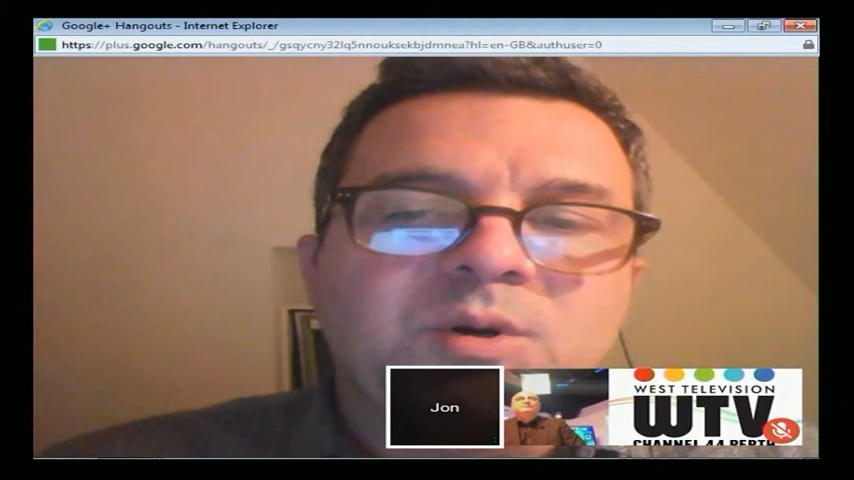 Google+ Hangouts - Internet Explorer
https://plus.google.com/hangouts/_/gsqycny32lq5nnouksekbjdmnea?hl=en-GB&authuser=0
Jon
WEST TELEVISION
WTV
CHANNEL 44 PERTH